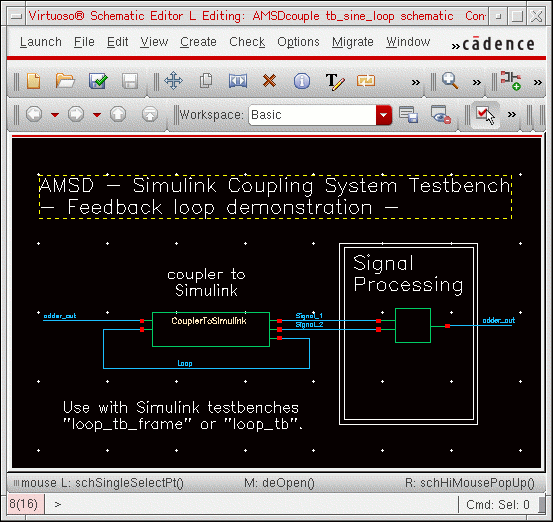 Virtuoso® Schematic Editor L Editing: AMSDcouple tb_sine_loop schematic Con
Launch File Edit View Create Check Options Migrate Window » cādence
»
»
Workspace: Basic
»
AMSD – Simulink Coupling System Testbench
– Feedback loop demonstration –
coupler to
Simulink
Signal
Processing
adder_out
CouplerToSimulink
Signal_1
Signal_2
adder_out
Loop
Use with Simulink testbenches
"loop_tb_frame" or "loop_tb".
mouse L: schSingleSelectPt() M: deOpen() R: schHiMousePopUp()
8(16) > Cmd: Sel: 0